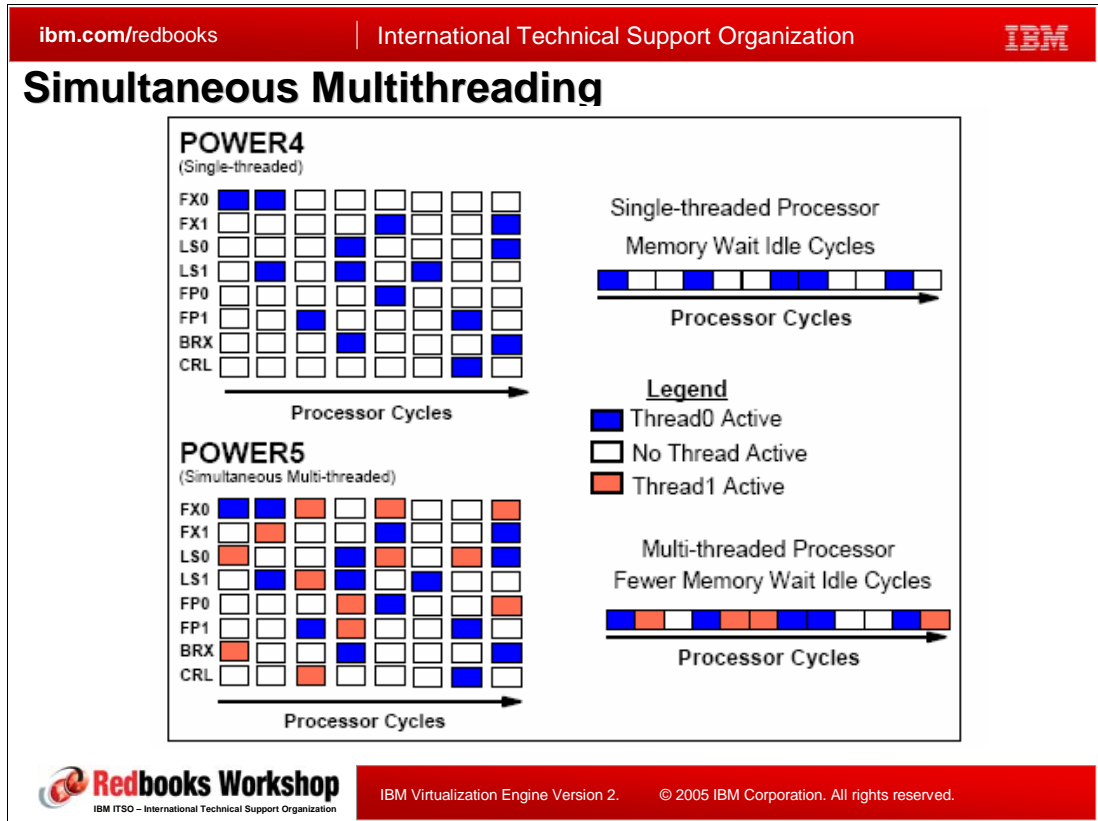 ibm.com/redbooks
International Technical Support Organization
IBM
Simultaneous Multithreading
POWER4
(Single-threaded)
FX0
FX1
LS0
LS1
FP0
FP1
BRX
CRL
Processor Cycles
Single-threaded Processor
Memory Wait Idle Cycles
Processor Cycles
Legend
Thread0 Active
No Thread Active
Thread1 Active
POWER5
(Simultaneous Multi-threaded)
FX0
FX1
LS0
LS1
FP0
FP1
BRX
CRL
Processor Cycles
Multi-threaded Processor
Fewer Memory Wait Idle Cycles
Processor Cycles
Redbooks Workshop
IBM ITSO – International Technical Support Organization
IBM Virtualization Engine Version 2. © 2005 IBM Corporation. All rights reserved.